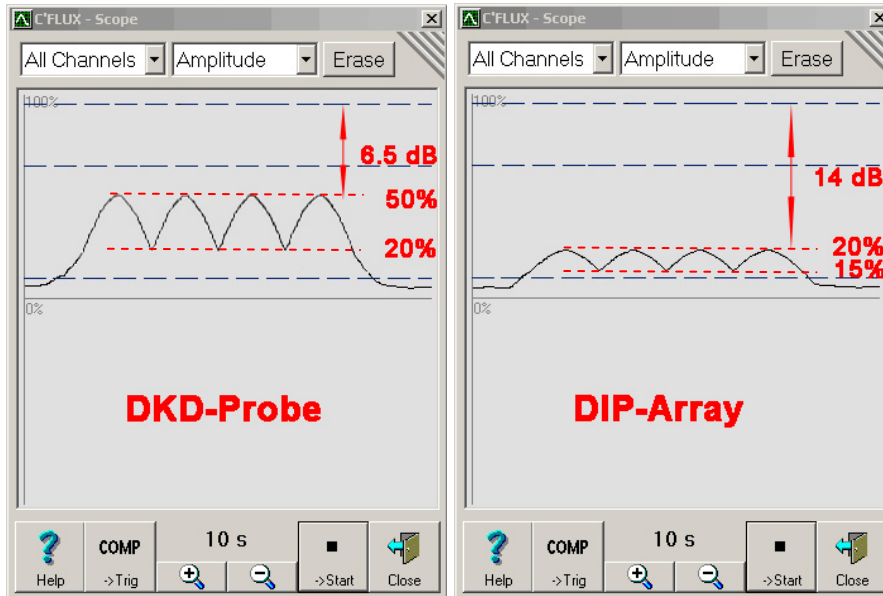 C'FLUX - Scope
All Channels Amplitude Erase
100%
6.5 dB
50%
20%
0%
DKD-Probe
Help
COMP
->Trig
10 s
->Start
Close
C'FLUX - Scope
All Channels Amplitude Erase
100%
14 dB
20%
15%
0%
DIP-Array
Help
COMP
->Trig
10 s
->Start
Close